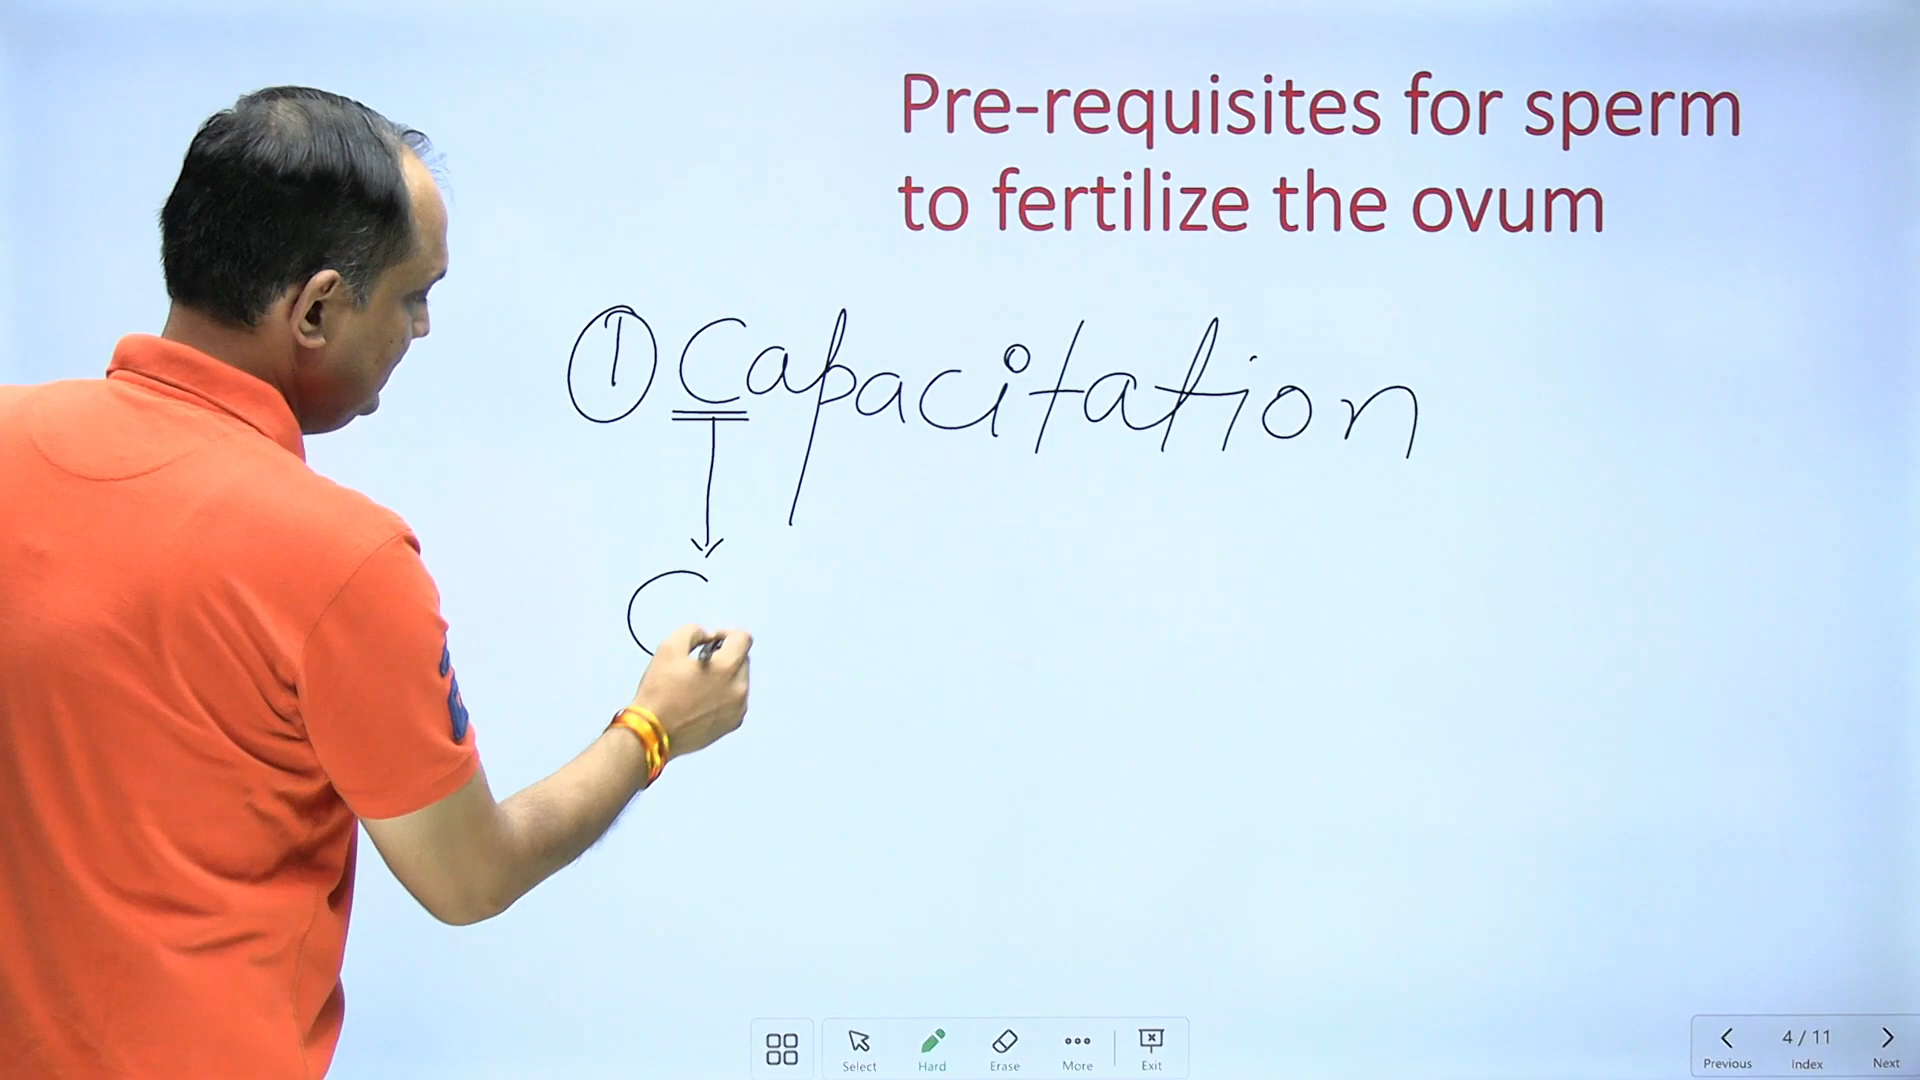 Pre-requisites for sperm
to fertilize the ovum
① Capacitation
C
Select
Hard
Erase
More
Exit
Previous
4 / 11
Index
Next